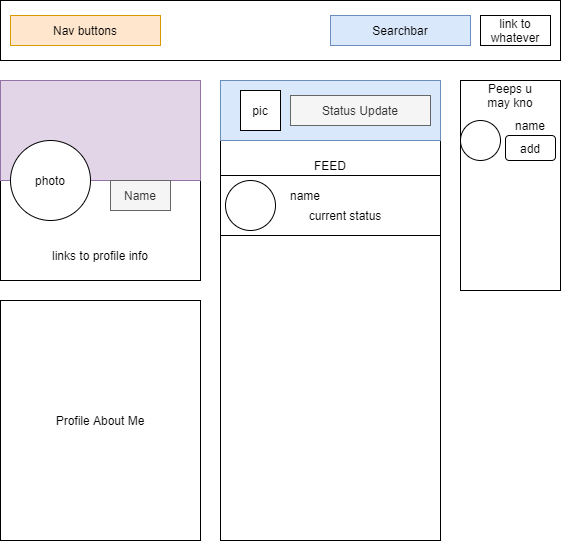 Nav buttons
Searchbar
link to
whatever
photo
Name
links to profile info
Profile About Me
pic
Status Update
FEED
name
current status
Peeps u
may kno
name
add